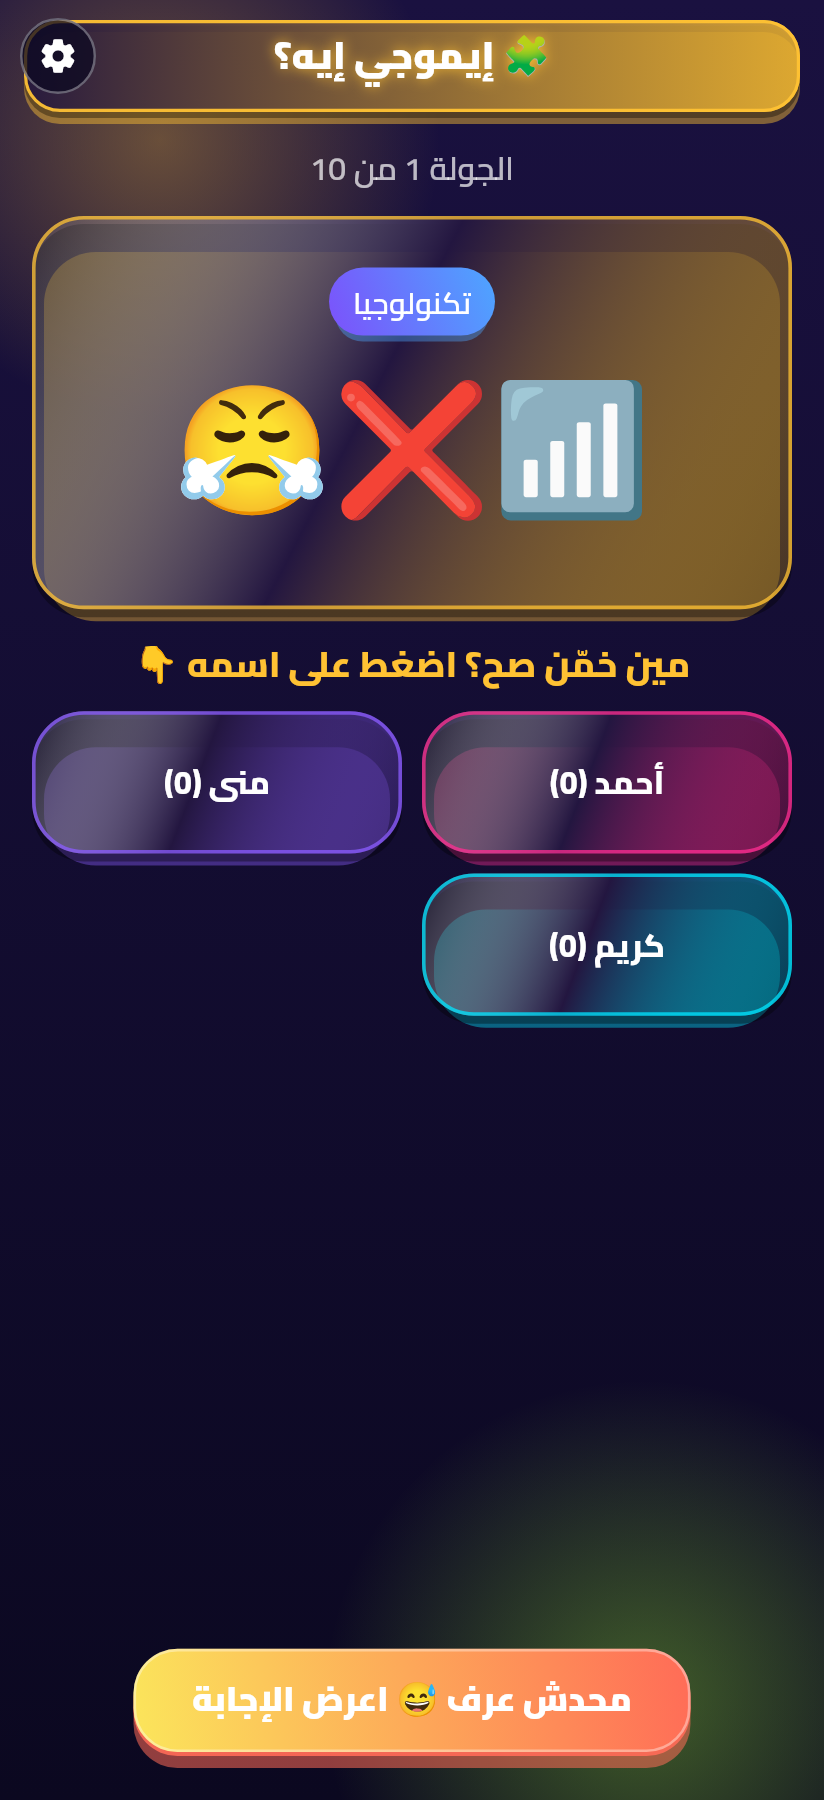 إيموجي إيه؟
الجولة 1 من 10
تكنولوجيا
مين خمّن صح؟ اضغط على اسمه
أحمد (0)
منى (0)
كريم (0)
محدش عرف 😅 اعرض الإجابة